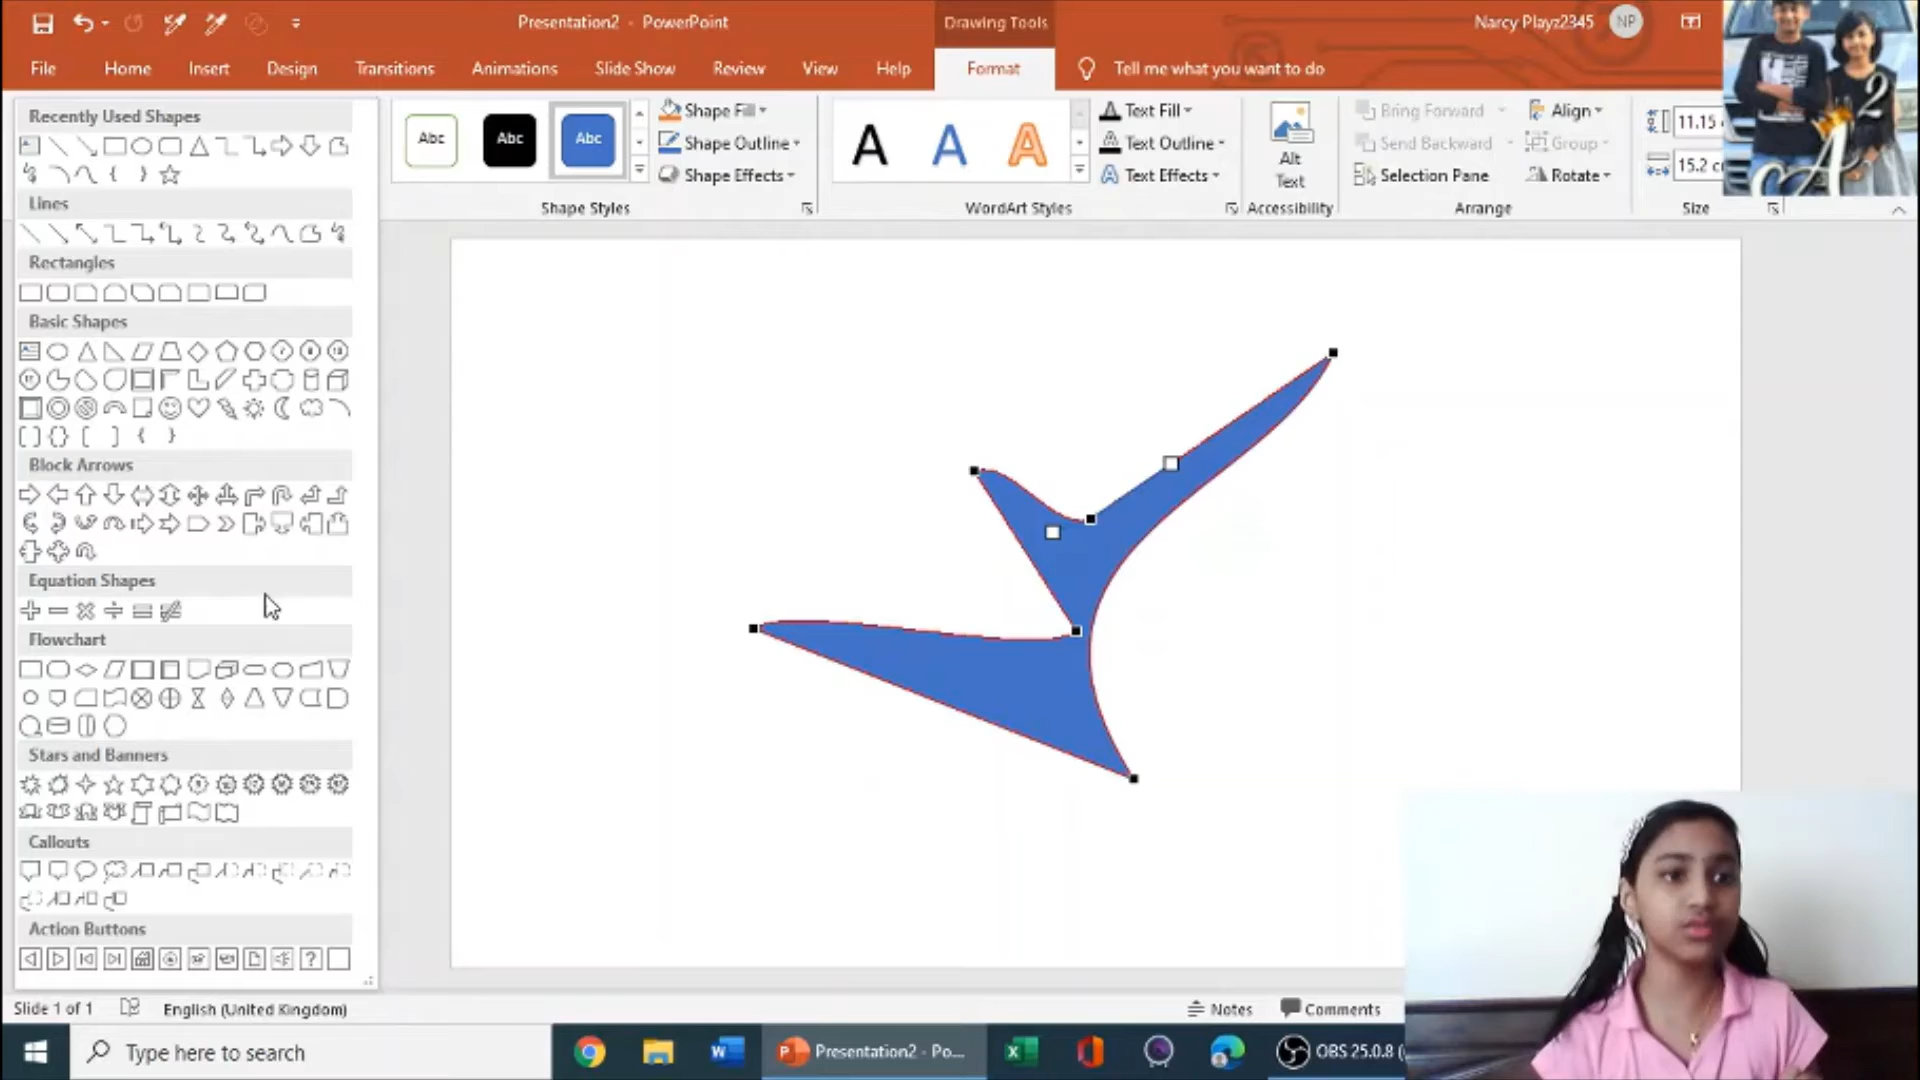 Presentation2 - PowerPoint
Drawing Tools
Narcy Playz2345
NP
File
Home
Insert
Design
Transitions
Animations
Slide Show
Review
View
Help
Format
Tell me what you want to do
Recently Used Shapes
Lines
Rectangles
Basic Shapes
Block Arrows
Equation Shapes
Flowchart
Stars and Banners
Callouts
Action Buttons
Abc
Abc
Abc
Shape Fill
Shape Outline
Shape Effects
Shape Styles
A
A
A
WordArt Styles
Text Fill
Text Outline
Text Effects
Alt
Text
Accessibility
Bring Forward
Send Backward
Selection Pane
Align
Group
Rotate
Arrange
11.15
15.2
Size
A2
Slide 1 of 1
English (United Kingdom)
Notes
Comments
Type here to search
Presentation2 - Po...
OBS 25.0.8 (